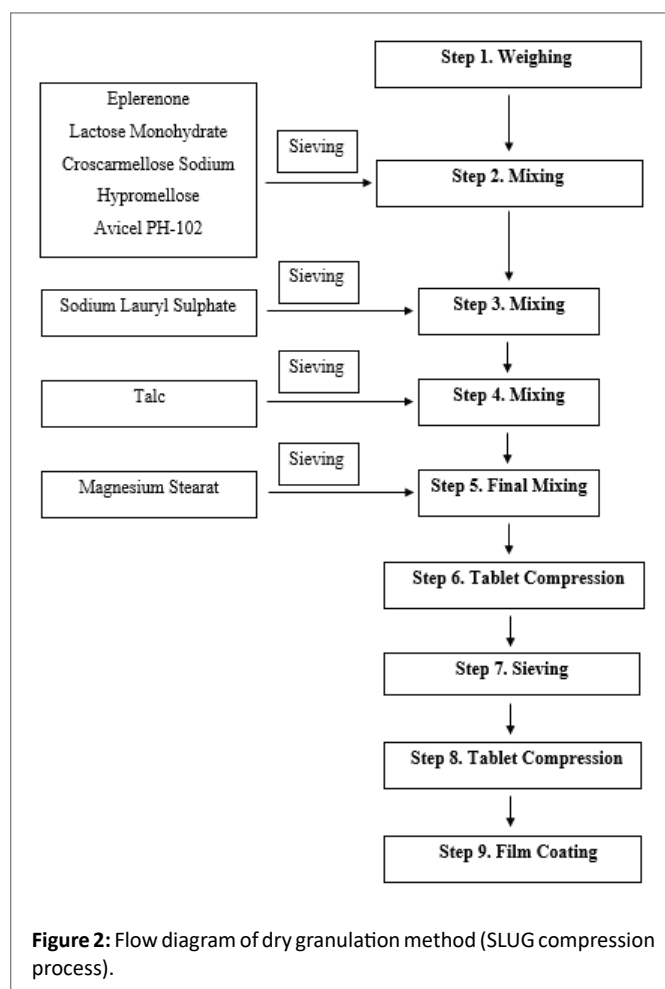 Step 1. Weighing
Eplerenone
Lactose Monohydrate
Croscarmellose Sodium
Hypromellose
Avicel PH-102
Sieving
Step 2. Mixing
Sodium Lauryl Sulphate
Sieving
Step 3. Mixing
Talc
Sieving
Step 4. Mixing
Magnesium Stearat
Sieving
Step 5. Final Mixing
Step 6. Tablet Compression
Step 7. Sieving
Step 8. Tablet Compression
Step 9. Film Coating
Figure 2: Flow diagram of dry granulation method (SLUG compression
process).